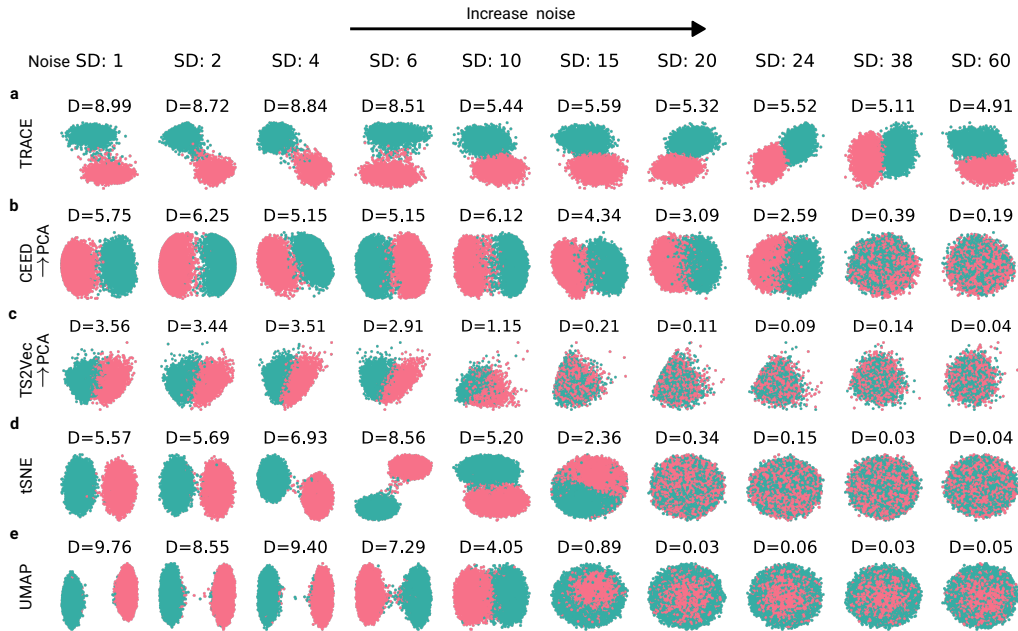 Increase noise
Noise SD: 1 SD: 2 SD: 4 SD: 6 SD: 10 SD: 15 SD: 20 SD: 24 SD: 38 SD: 60
a
D=8.99 D=8.72 D=8.84 D=8.51 D=5.44 D=5.59 D=5.32 D=5.52 D=5.11 D=4.91
TRACE
b
D=5.75 D=6.25 D=5.15 D=5.15 D=6.12 D=4.34 D=3.09 D=2.59 D=0.39 D=0.19
CEED
→PCA
c
D=3.56 D=3.44 D=3.51 D=2.91 D=1.15 D=0.21 D=0.11 D=0.09 D=0.14 D=0.04
TS2Vec
→PCA
d
D=5.57 D=5.69 D=6.93 D=8.56 D=5.20 D=2.36 D=0.34 D=0.15 D=0.03 D=0.04
tSNE
e
D=9.76 D=8.55 D=9.40 D=7.29 D=4.05 D=0.89 D=0.03 D=0.06 D=0.03 D=0.05
UMAP